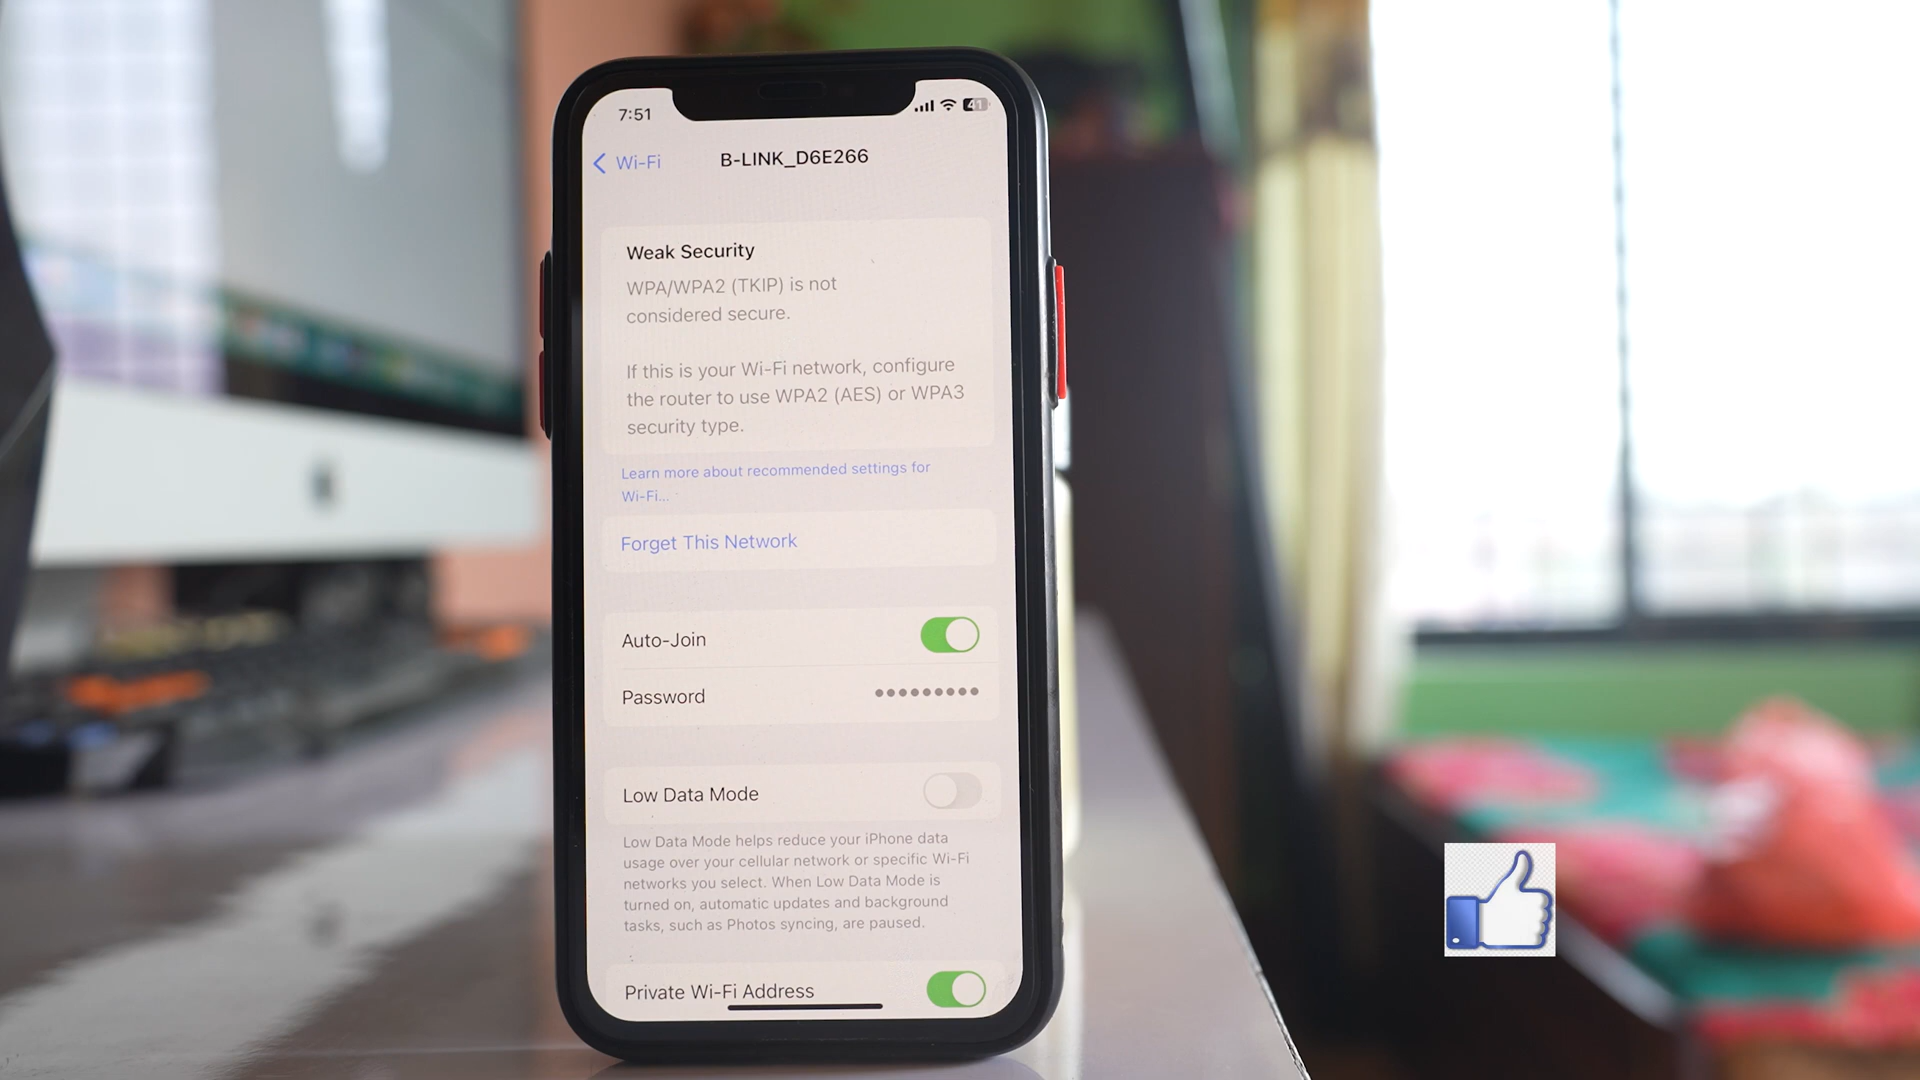 7:51
41
Wi-Fi
B-LINK_D6E266
Weak Security
WPA/WPA2 (TKIP) is not
considered secure.
If this is your Wi-Fi network, configure
the router to use WPA2 (AES) or WPA3
security type.
Learn more about recommended settings for
Wi-Fi...
Forget This Network
Auto-Join
Password
Low Data Mode
Low Data Mode helps reduce your iPhone data
usage over your cellular network or specific Wi-Fi
networks you select. When Low Data Mode is
turned on, automatic updates and background
tasks, such as Photos syncing, are paused.
Private Wi-Fi Address